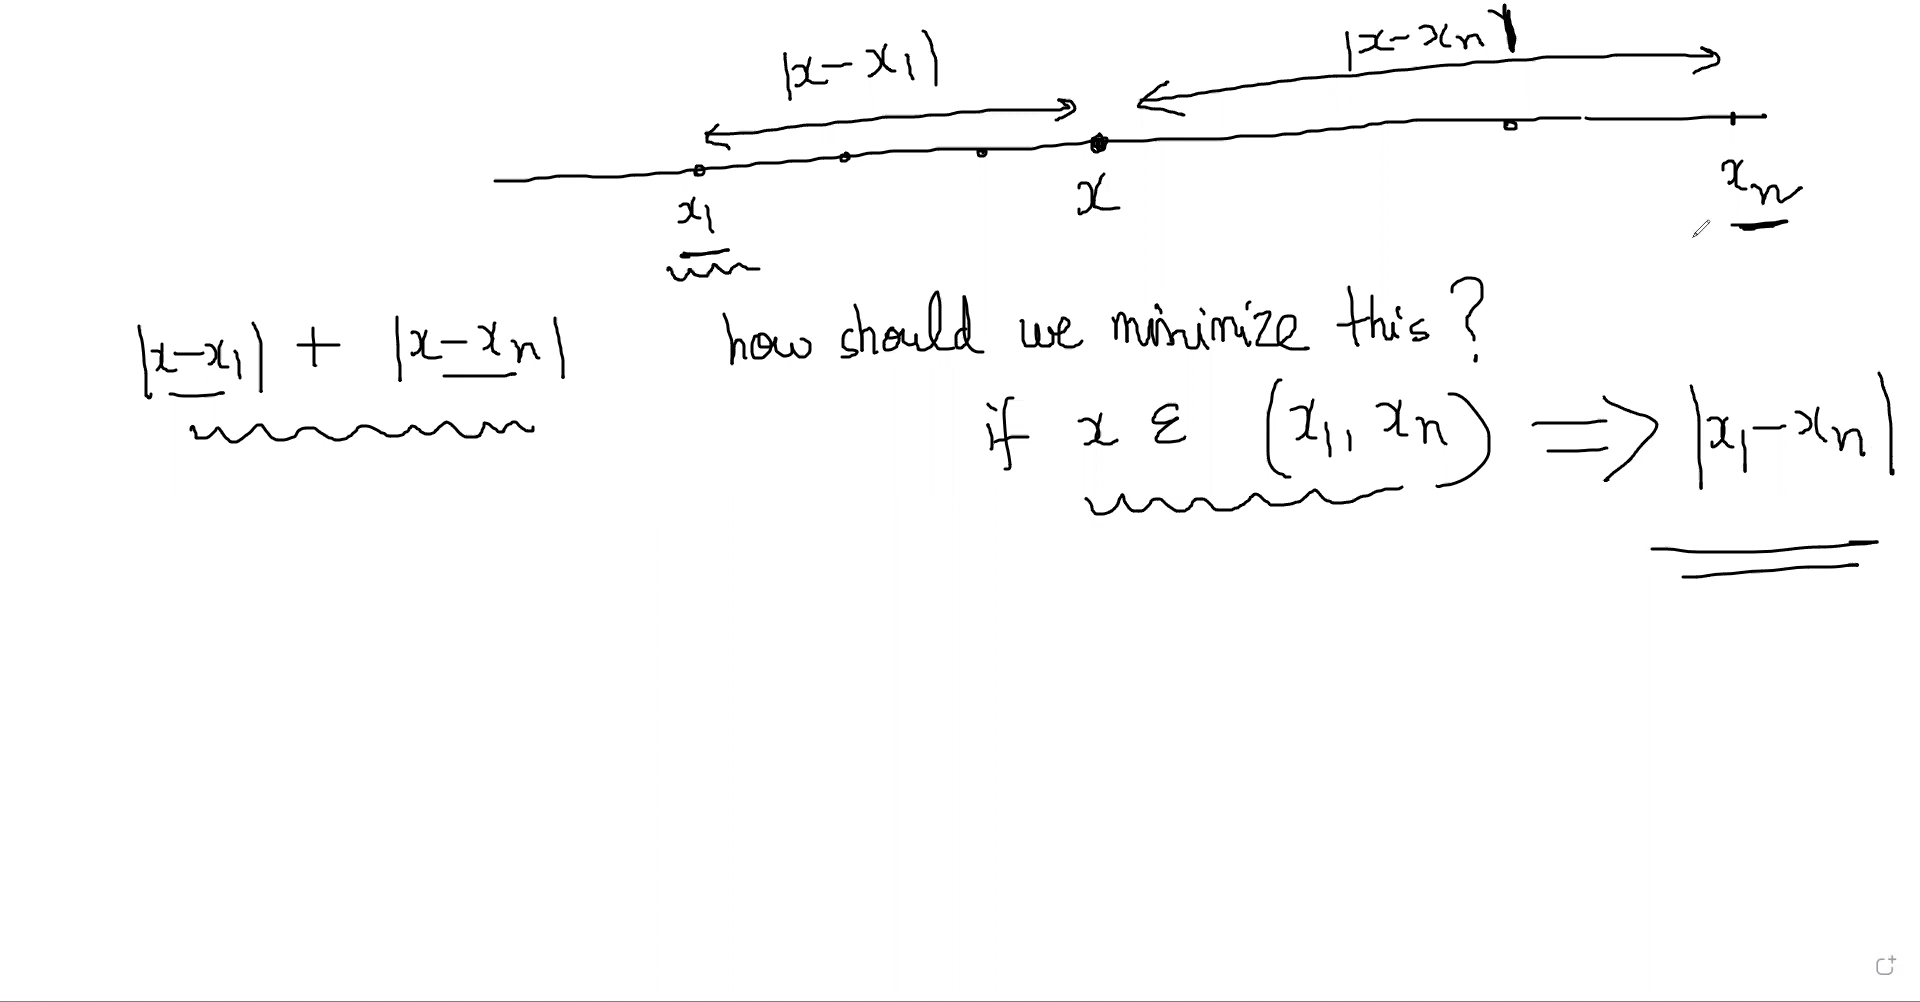 |x-x₁| |x-xₙ|
x₁ x xₙ
|x-x₁| + |x-xₙ| how should we minimize this?
if x ε (x₁, xₙ) ⇒ |x₁-xₙ|